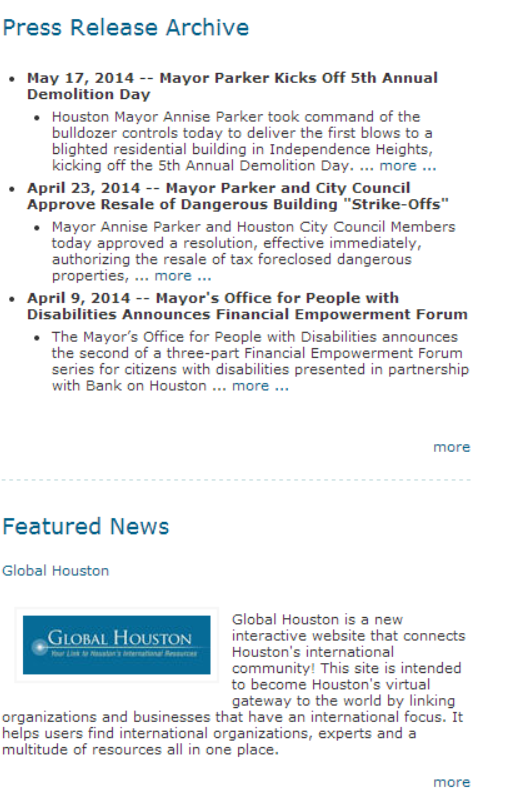 Press Release Archive
• May 17, 2014 -- Mayor Parker Kicks Off 5th Annual
Demolition Day
• Houston Mayor Annise Parker took command of the
bulldozer controls today to deliver the first blows to a
blighted residential building in Independence Heights,
kicking off the 5th Annual Demolition Day. ... more ...
• April 23, 2014 -- Mayor Parker and City Council
Approve Resale of Dangerous Building "Strike-Offs"
• Mayor Annise Parker and Houston City Council Members
today approved a resolution, effective immediately,
authorizing the resale of tax foreclosed dangerous
properties, ... more ...
• April 9, 2014 -- Mayor's Office for People with
Disabilities Announces Financial Empowerment Forum
• The Mayor’s Office for People with Disabilities announces
the second of a three-part Financial Empowerment Forum
series for citizens with disabilities presented in partnership
with Bank on Houston ... more ...
more
Featured News
Global Houston
GLOBAL HOUSTON
Your Link to Houston's International Resources
Global Houston is a new
interactive website that connects
Houston's international
community! This site is intended
to become Houston's virtual
gateway to the world by linking
organizations and businesses that have an international focus. It
helps users find international organizations, experts and a
multitude of resources all in one place.
more